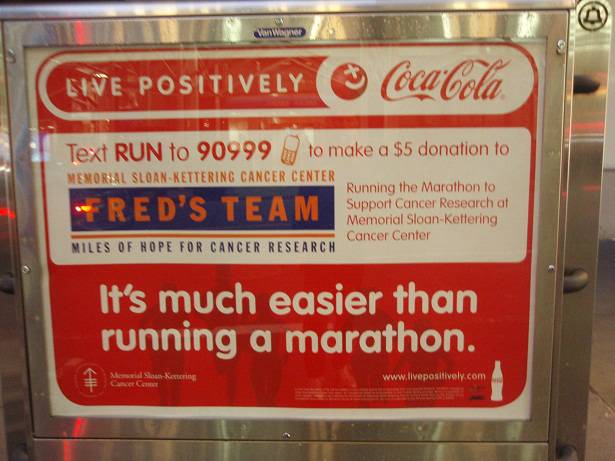 VanWagner
LIVE POSITIVELY
Coca-Cola
Text RUN to 90999 to make a $5 donation to
MEMORIAL SLOAN-KETTERING CANCER CENTER
FRED'S TEAM
MILES OF HOPE FOR CANCER RESEARCH
Running the Marathon to
Support Cancer Research at
Memorial Sloan-Kettering
Cancer Center
It's much easier than
running a marathon.
Memorial Sloan-Kettering
Cancer Center
www.livepositively.com